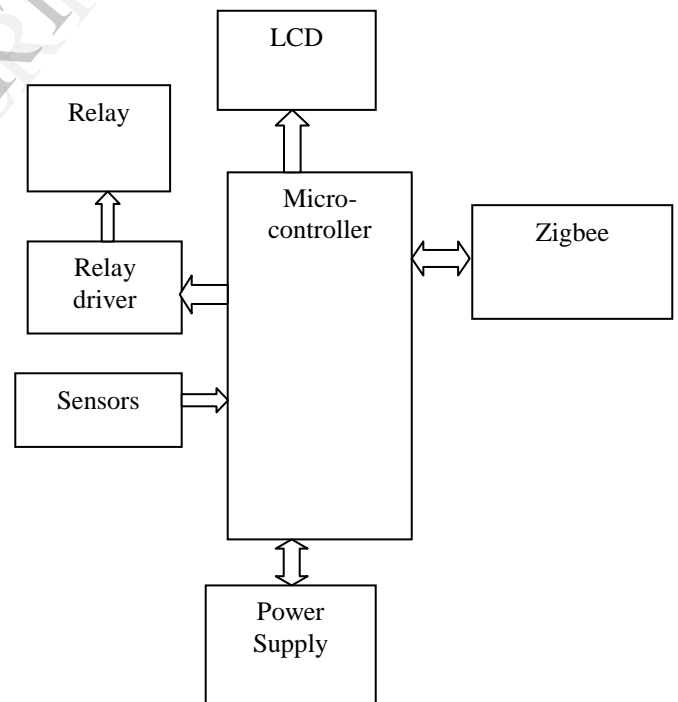 LCD
Relay
Micro-
controller
Zigbee
Relay
driver
Sensors
Power
Supply